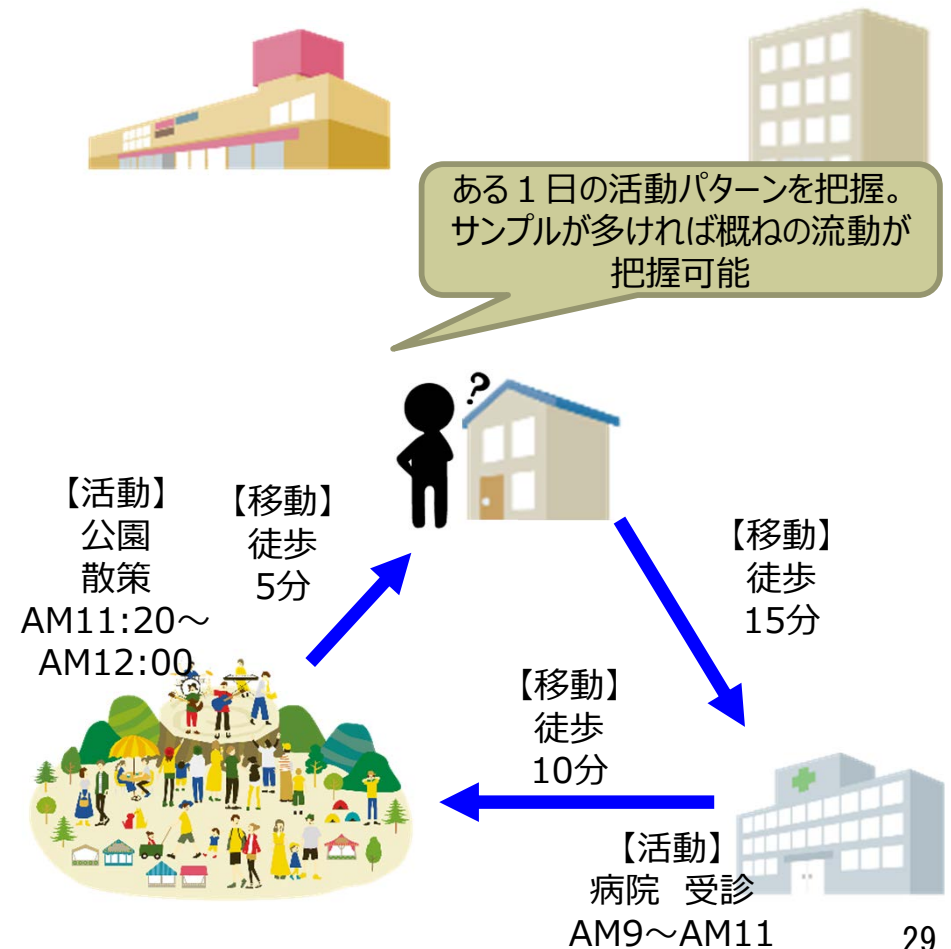 ある１日の活動パターンを把握。
サンプルが多ければ概ねの流動が
把握可能
?
【活動】
公園
散策
AM11:20～
AM12:00
【移動】
徒歩
5分
【移動】
徒歩
15分
【移動】
徒歩
10分
【活動】
病院　受診
AM9～AM11
29